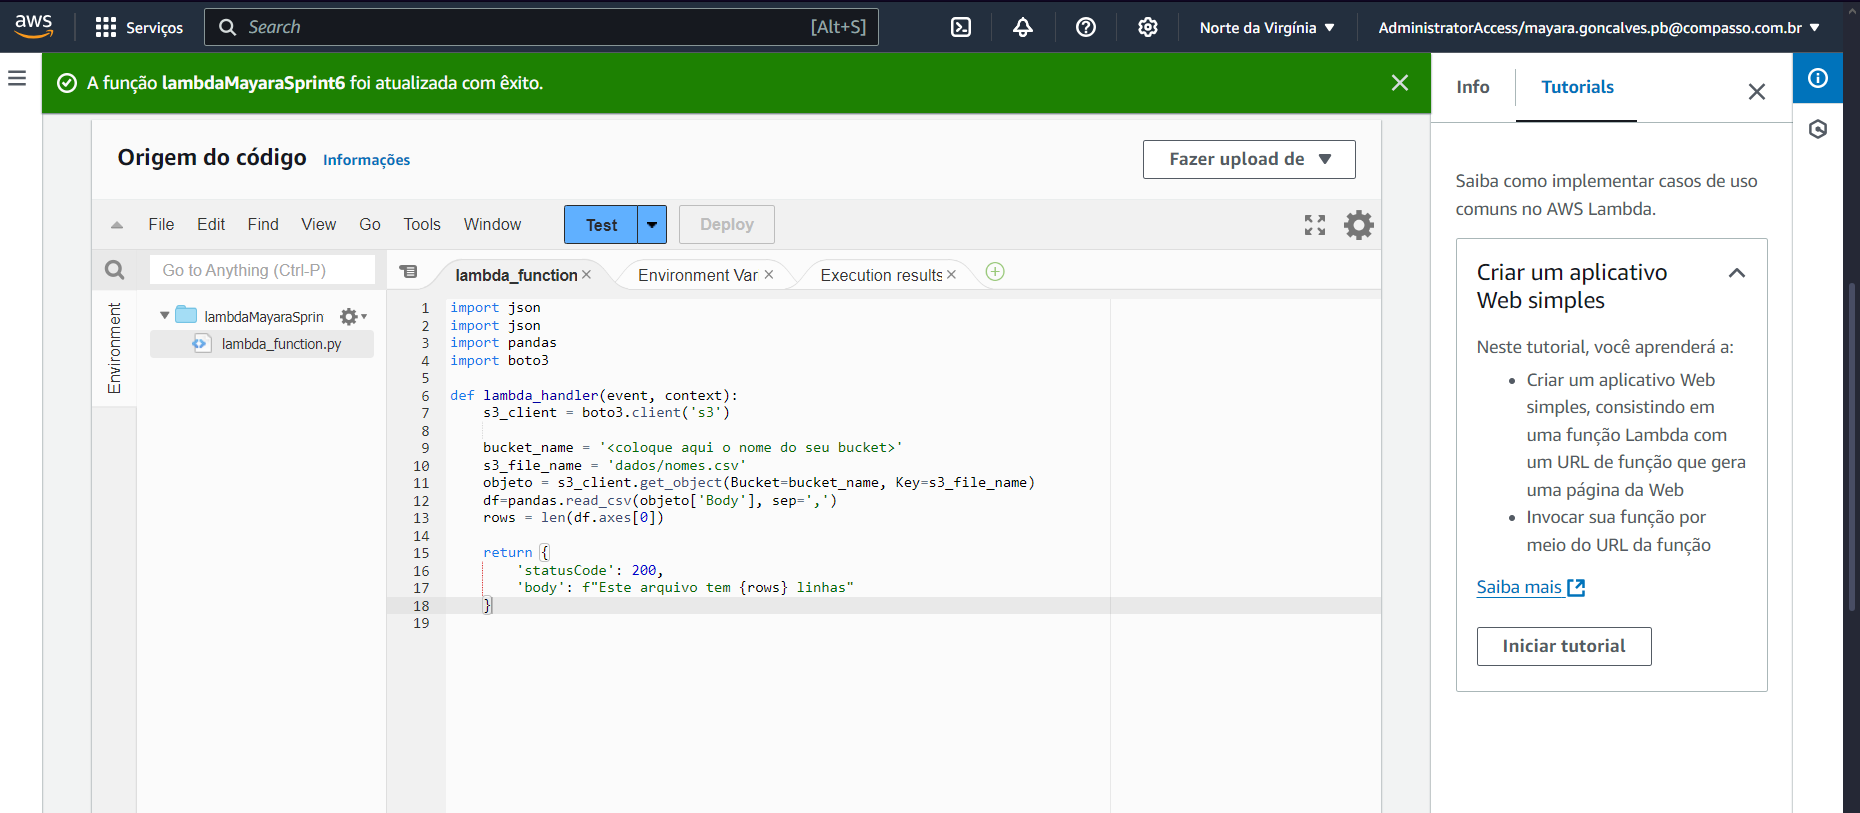 aws
Serviços
Search
[Alt+S]
Norte da Virgínia
AdministratorAccess/mayara.goncalves.pb@compasso.com.br
A função lambdaMayaraSprint6 foi atualizada com êxito.
Origem do código Informações
Fazer upload de
File Edit Find View Go Tools Window
Test
Deploy
Go to Anything (Ctrl-P)
Environment
lambdaMayaraSprin
lambda_function.py
lambda_function
Environment Var
Execution results
1 import json
2 import json
3 import pandas
4 import boto3
5
6 def lambda_handler(event, context):
7 s3_client = boto3.client('s3')
8
9 bucket_name = '<coloque aqui o nome do seu bucket>'
10 s3_file_name = 'dados/nomes.csv'
11 objeto = s3_client.get_object(Bucket=bucket_name, Key=s3_file_name)
12 df=pandas.read_csv(objeto['Body'], sep=',')
13 rows = len(df.axes[0])
14
15 return {
16 'statusCode': 200,
17 'body': f"Este arquivo tem {rows} linhas"
18 }
19
Info
Tutorials
Saiba como implementar casos de uso
comuns no AWS Lambda.
Criar um aplicativo
Web simples
Neste tutorial, você aprenderá a:
• Criar um aplicativo Web
simples, consistindo em
uma função Lambda com
um URL de função que gera
uma página da Web
• Invocar sua função por
meio do URL da função
Saiba mais
Iniciar tutorial